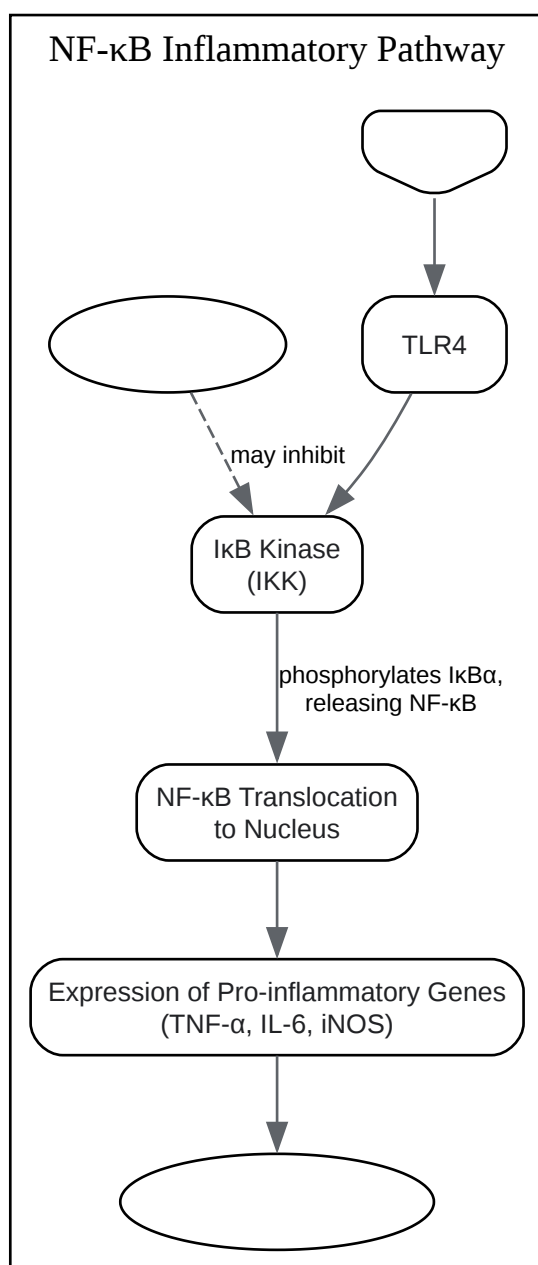 NF-κB Inflammatory Pathway
TLR4
may inhibit
IκB Kinase
(IKK)
phosphorylates IκBα,
releasing NF-κB
NF-κB Translocation
to Nucleus
Expression of Pro-inflammatory Genes
(TNF-α, IL-6, iNOS)